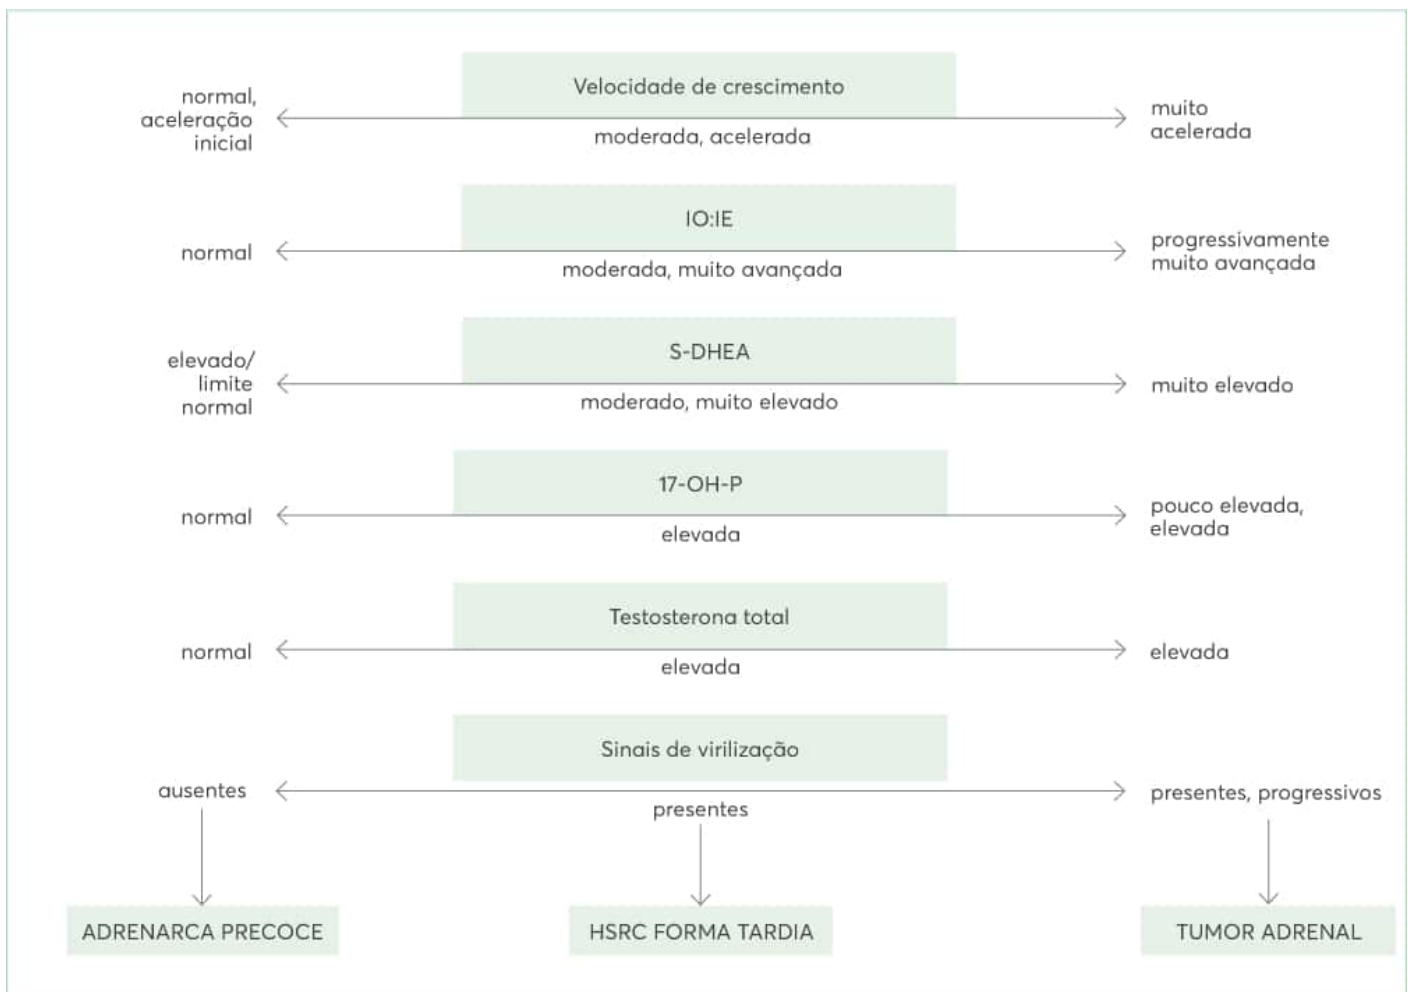 Velocidade de crescimento
normal,
aceleração
inicial
moderada, acelerada
muito
acelerada
IO:IE
normal
moderada, muito avançada
progressivamente
muito avançada
S-DHEA
elevado/
limite
normal
moderado, muito elevado
muito elevado
17-OH-P
normal
elevada
pouco elevada,
elevada
Testosterona total
normal
elevada
elevada
Sinais de virilização
ausentes
presentes
presentes, progressivos
ADRENARCA PRECOCE
HSRC FORMA TARDIA
TUMOR ADRENAL